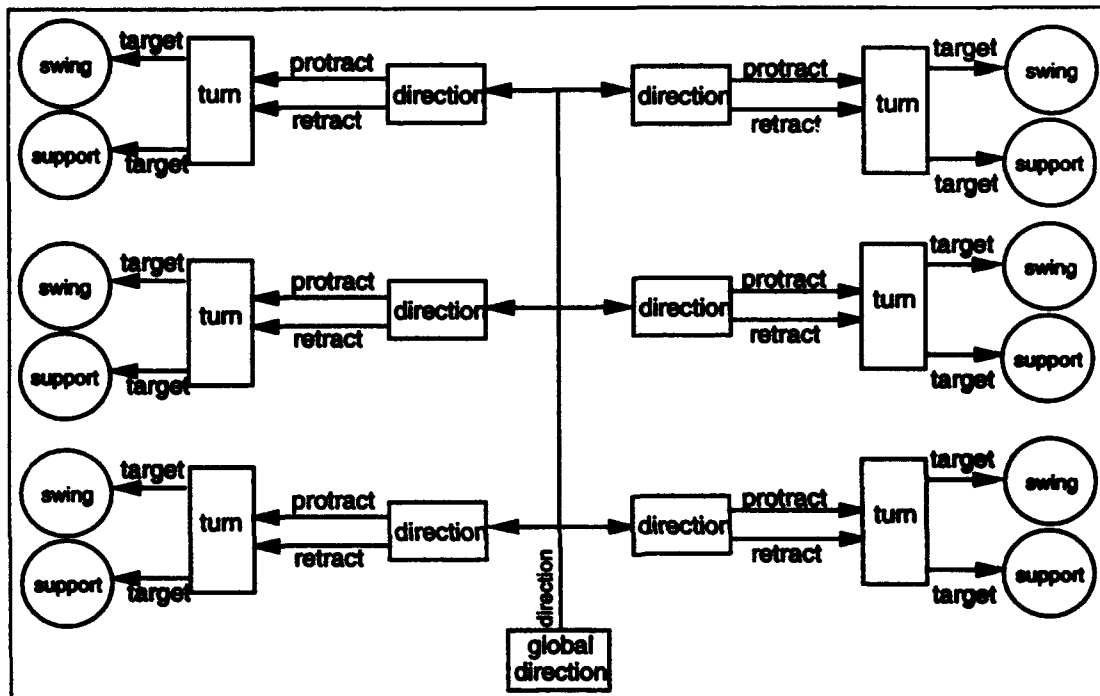 target
swing
turn
protract
direction
retract
support
target
protract
direction
retract
turn
target
swing
support
target
target
swing
turn
protract
direction
retract
support
target
protract
direction
retract
turn
target
swing
support
target
target
swing
turn
protract
direction
retract
support
target
protract
direction
retract
turn
target
swing
support
target
direction
global
direction